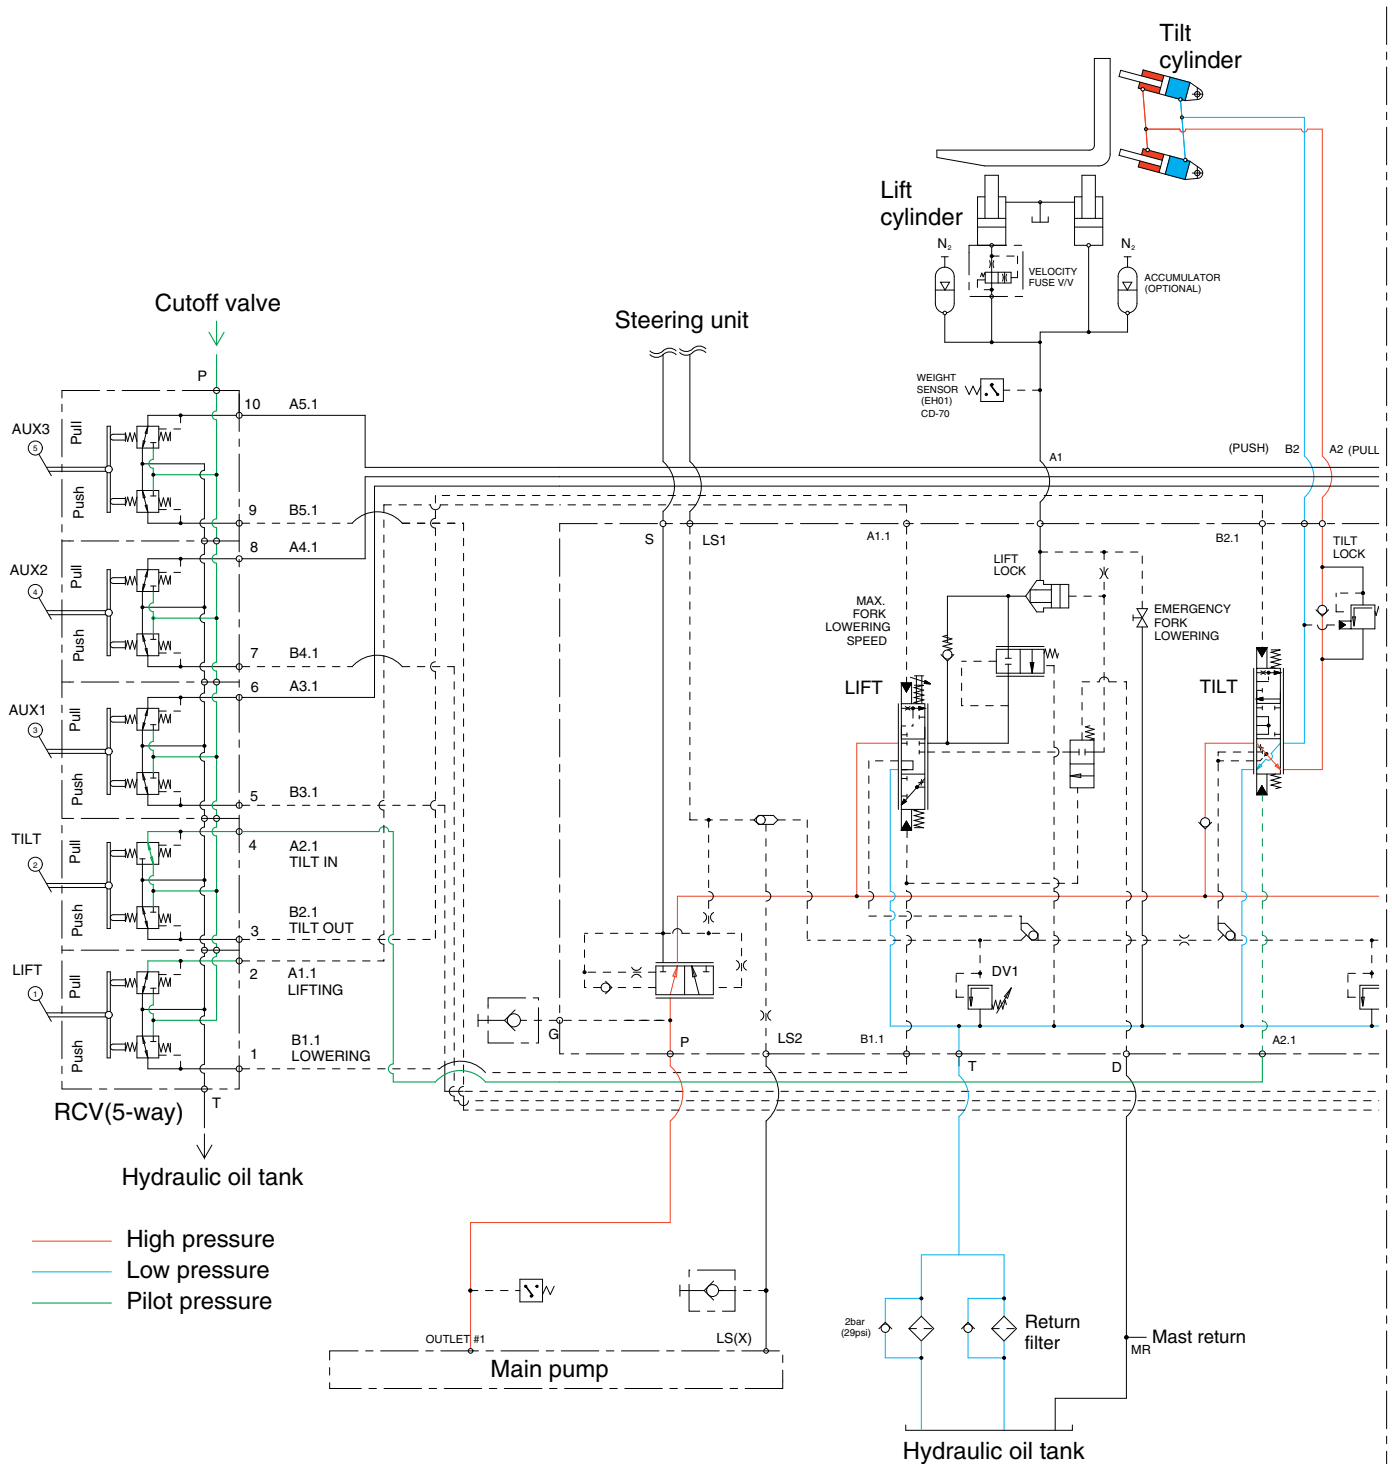 Tilt
cylinder
Lift
cylinder
N₂
N₂
VELOCITY
FUSE V/V
ACCUMULATOR
(OPTIONAL)
Cutoff valve
Steering unit
WEIGHT
SENSOR
(EH01)
CD-70
P
AUX3
5
Pull
Push
10
A5.1
9
B5.1
A1
(PUSH)
B2
A2
(PULL
AUX2
4
Pull
Push
8
A4.1
7
B4.1
S
LS1
A1.1
B2.1
LIFT
LOCK
TILT
LOCK
MAX.
FORK
LOWERING
SPEED
EMERGENCY
FORK
LOWERING
AUX1
3
Pull
Push
6
A3.1
5
B3.1
LIFT
TILT
TILT
2
Pull
Push
4
A2.1
TILT IN
3
B2.1
TILT OUT
LIFT
1
Pull
Push
2
A1.1
LIFTING
1
B1.1
LOWERING
DV1
G
P
LS2
B1.1
T
D
A2.1
T
RCV(5-way)
Hydraulic oil tank
High pressure
Low pressure
Pilot pressure
OUTLET #1
LS(X)
Main pump
2bar
(29psi)
Return
filter
Mast return
MR
Hydraulic oil tank